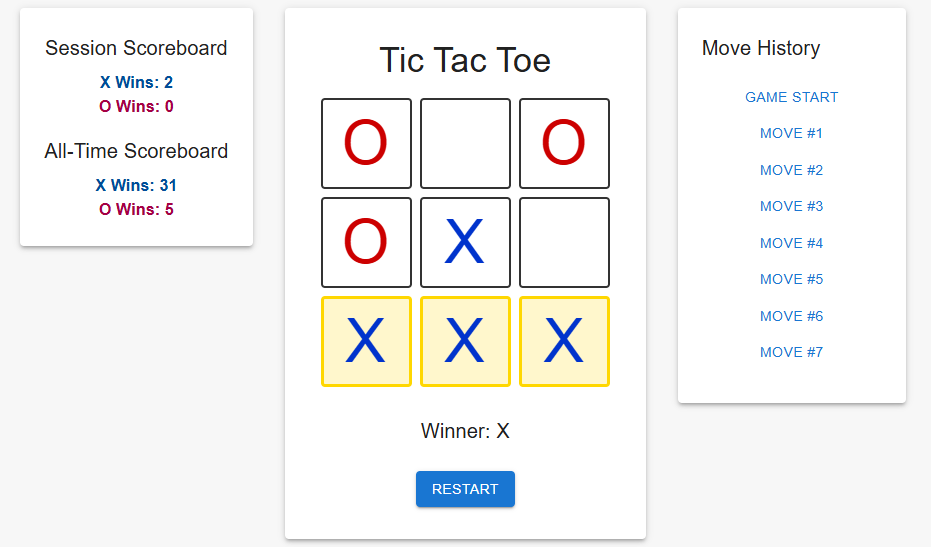 Session Scoreboard
X Wins: 2
O Wins: 0
All-Time Scoreboard
X Wins: 31
O Wins: 5
Tic Tac Toe
O O
O X
X X X
Winner: X
RESTART
Move History
GAME START
MOVE #1
MOVE #2
MOVE #3
MOVE #4
MOVE #5
MOVE #6
MOVE #7